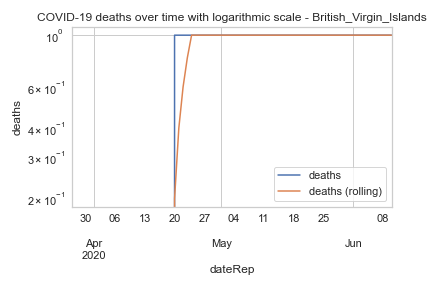 COVID-19 deaths over time with logarithmic scale - British_Virgin_Islands
10⁰
6 × 10⁻¹
4 × 10⁻¹
3 × 10⁻¹
2 × 10⁻¹
deaths
deaths
deaths (rolling)
30 06 13 20 27 04 11 18 25 08
Apr May Jun
2020
dateRep